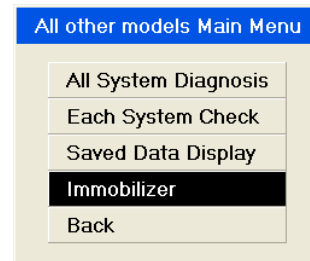 All other models Main Menu
All System Diagnosis
Each System Check
Saved Data Display
Immobilizer
Back